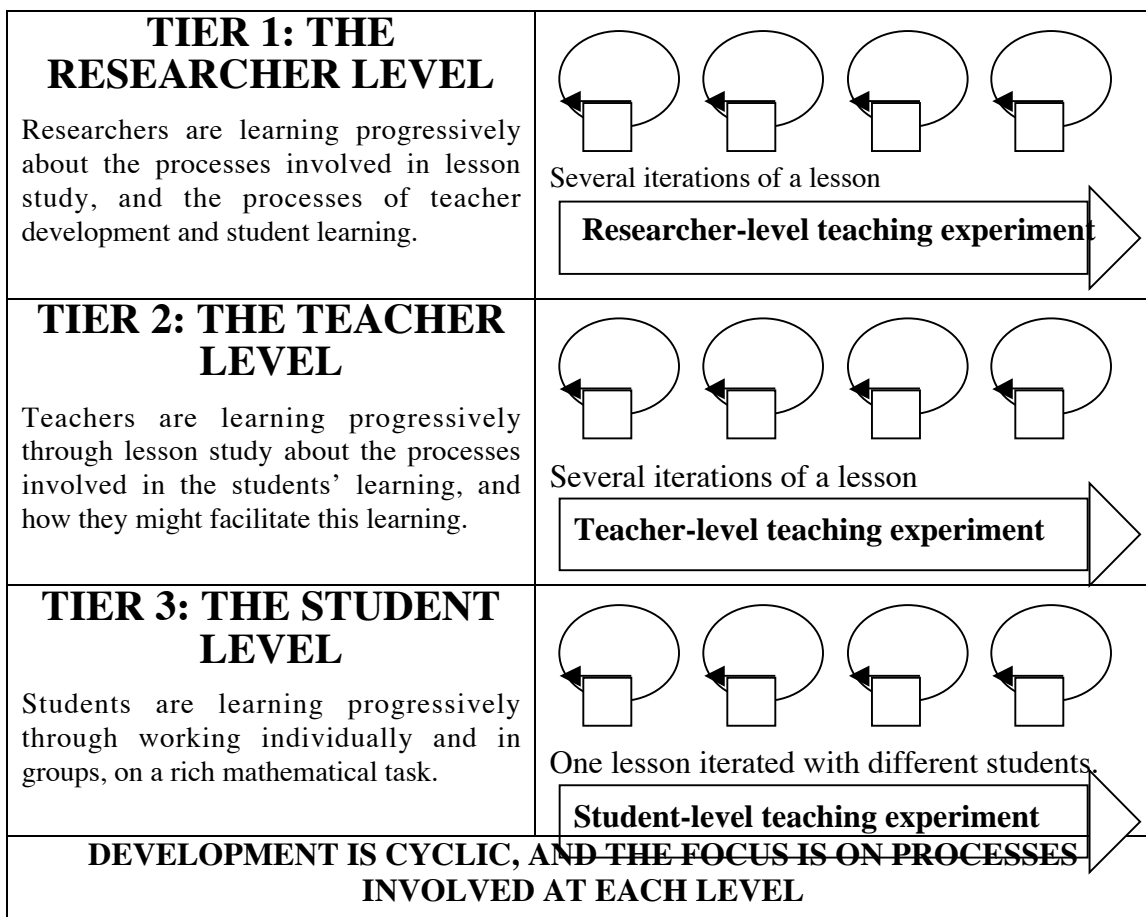 TIER 1: THE
RESEARCHER LEVEL
Researchers are learning progressively
about the processes involved in lesson
study, and the processes of teacher
development and student learning.
Several iterations of a lesson
Researcher-level teaching experiment
TIER 2: THE TEACHER
LEVEL
Teachers are learning progressively
through lesson study about the processes
involved in the students’ learning, and
how they might facilitate this learning.
Several iterations of a lesson
Teacher-level teaching experiment
TIER 3: THE STUDENT
LEVEL
Students are learning progressively
through working individually and in
groups, on a rich mathematical task.
One lesson iterated with different students.
Student-level teaching experiment
DEVELOPMENT IS CYCLIC, AND THE FOCUS IS ON PROCESSES
INVOLVED AT EACH LEVEL